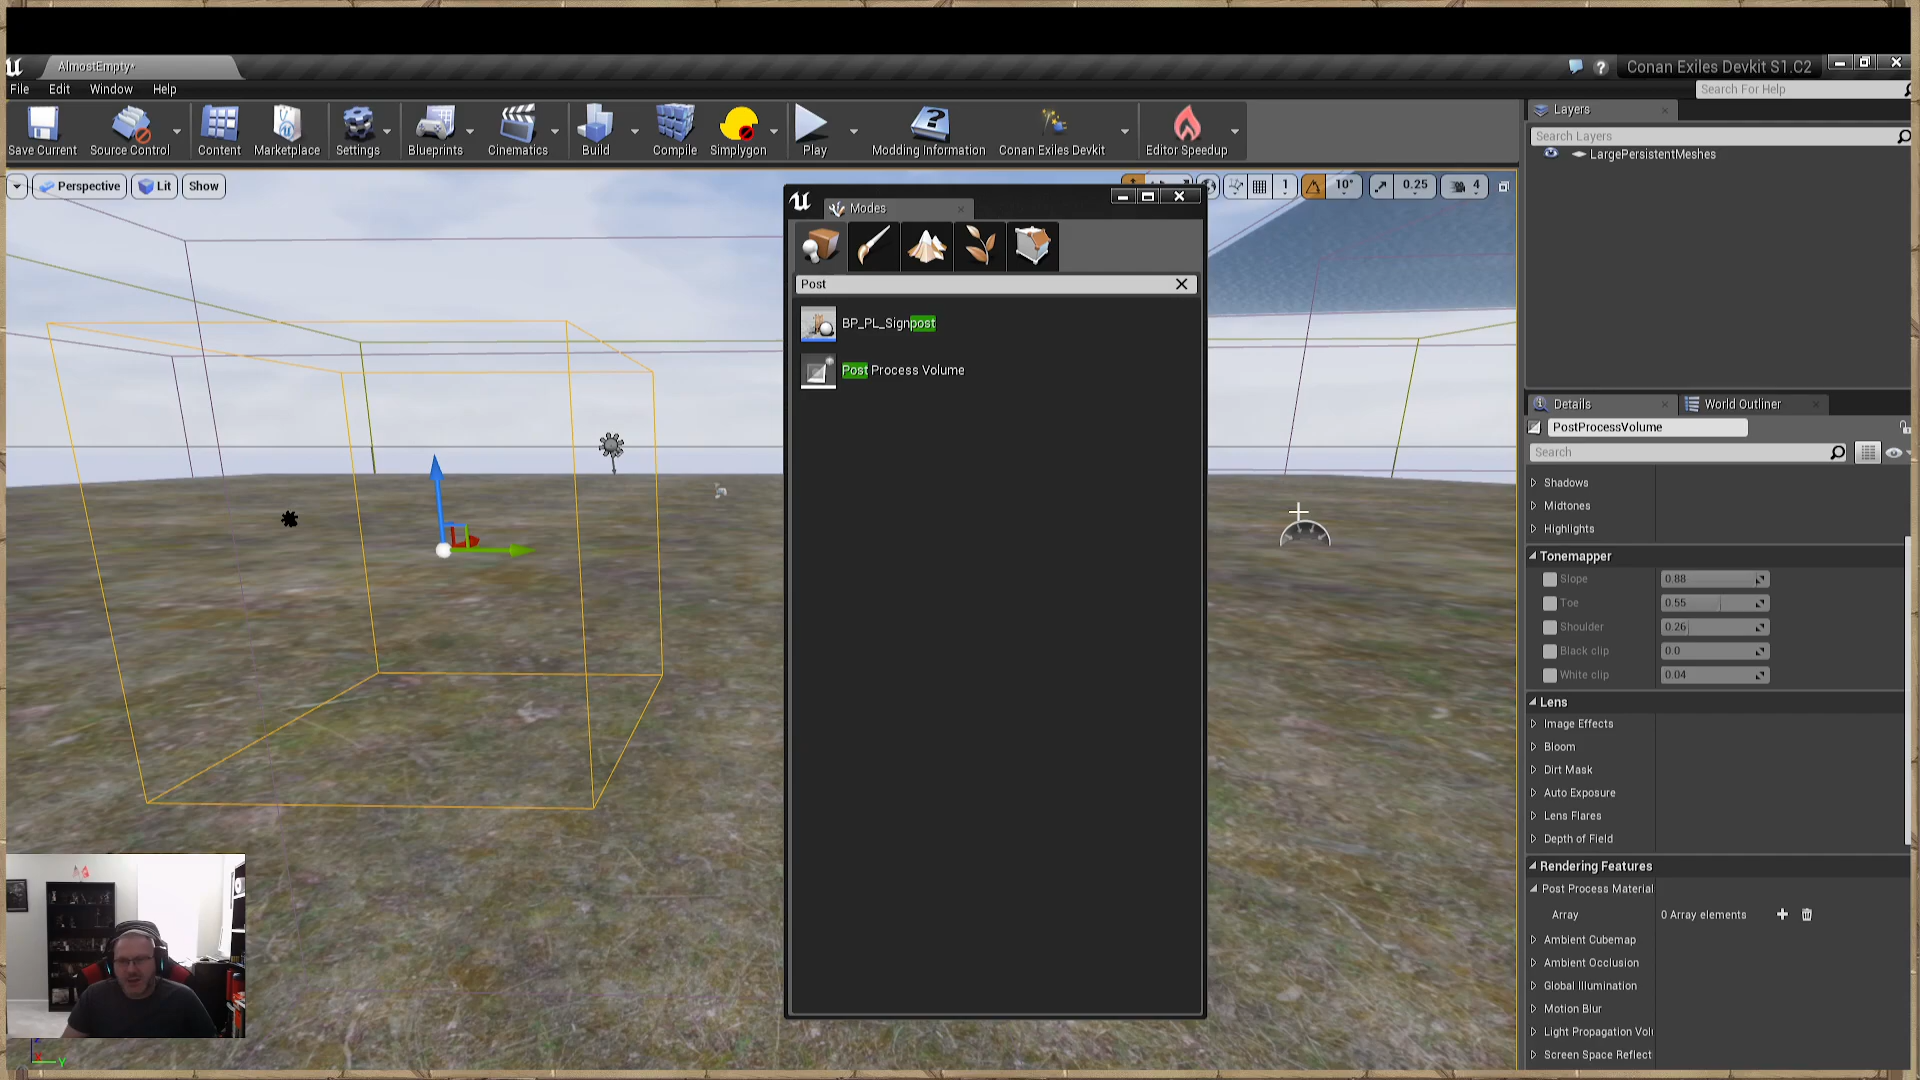 AlmostEmpty*
Conan Exiles Devkit S1.C2
File Edit Window Help
Search For Help
Save Current Source Control Content Marketplace Settings Blueprints Cinematics Build Compile Simplygon Play Modding Information Conan Exiles Devkit Editor Speedup
Layers
Search Layers
LargePersistentMeshes
Perspective Lit Show
1 10° 0.25 4
Modes
Post
BP_PL_Signpost
Post Process Volume
Details World Outliner
PostProcessVolume
Search
Shadows
Midtones
Highlights
Tonemapper
Slope 0.88
Toe 0.55
Shoulder 0.26
Black clip 0.0
White clip 0.04
Lens
Image Effects
Bloom
Dirt Mask
Auto Exposure
Lens Flares
Depth of Field
Rendering Features
Post Process Material
Array 0 Array elements
Ambient Cubemap
Ambient Occlusion
Global Illumination
Motion Blur
Light Propagation Volu
Screen Space Reflect
Y